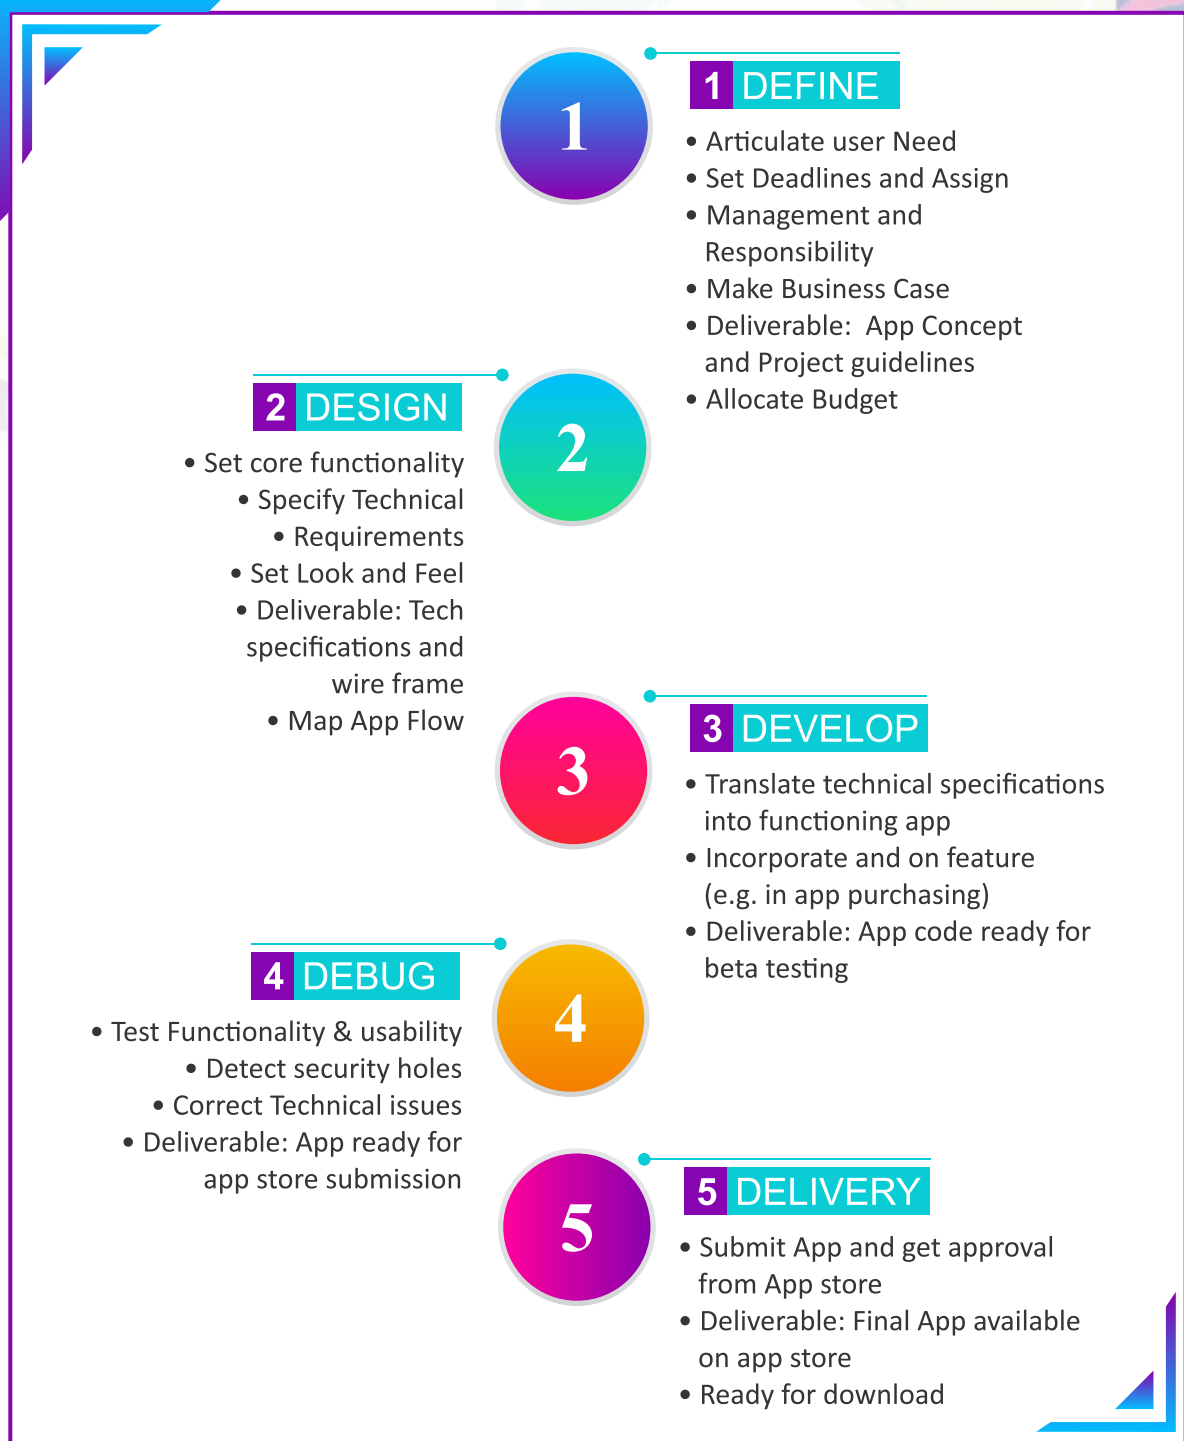 1
1 DEFINE
• Articulate user Need
• Set Deadlines and Assign
• Management and
Responsibility
• Make Business Case
• Deliverable:  App Concept
and Project guidelines
• Allocate Budget
2
2 DESIGN
• Set core functionality
• Specify Technical
• Requirements
• Set Look and Feel
• Deliverable: Tech
specifications and
wire frame
• Map App Flow
3
3 DEVELOP
• Translate technical specifications
into functioning app
• Incorporate and on feature
(e.g. in app purchasing)
• Deliverable: App code ready for
beta testing
4
4 DEBUG
• Test Functionality & usability
• Detect security holes
• Correct Technical issues
• Deliverable: App ready for
app store submission
5
5 DELIVERY
• Submit App and get approval
from App store
• Deliverable: Final App available
on app store
• Ready for download